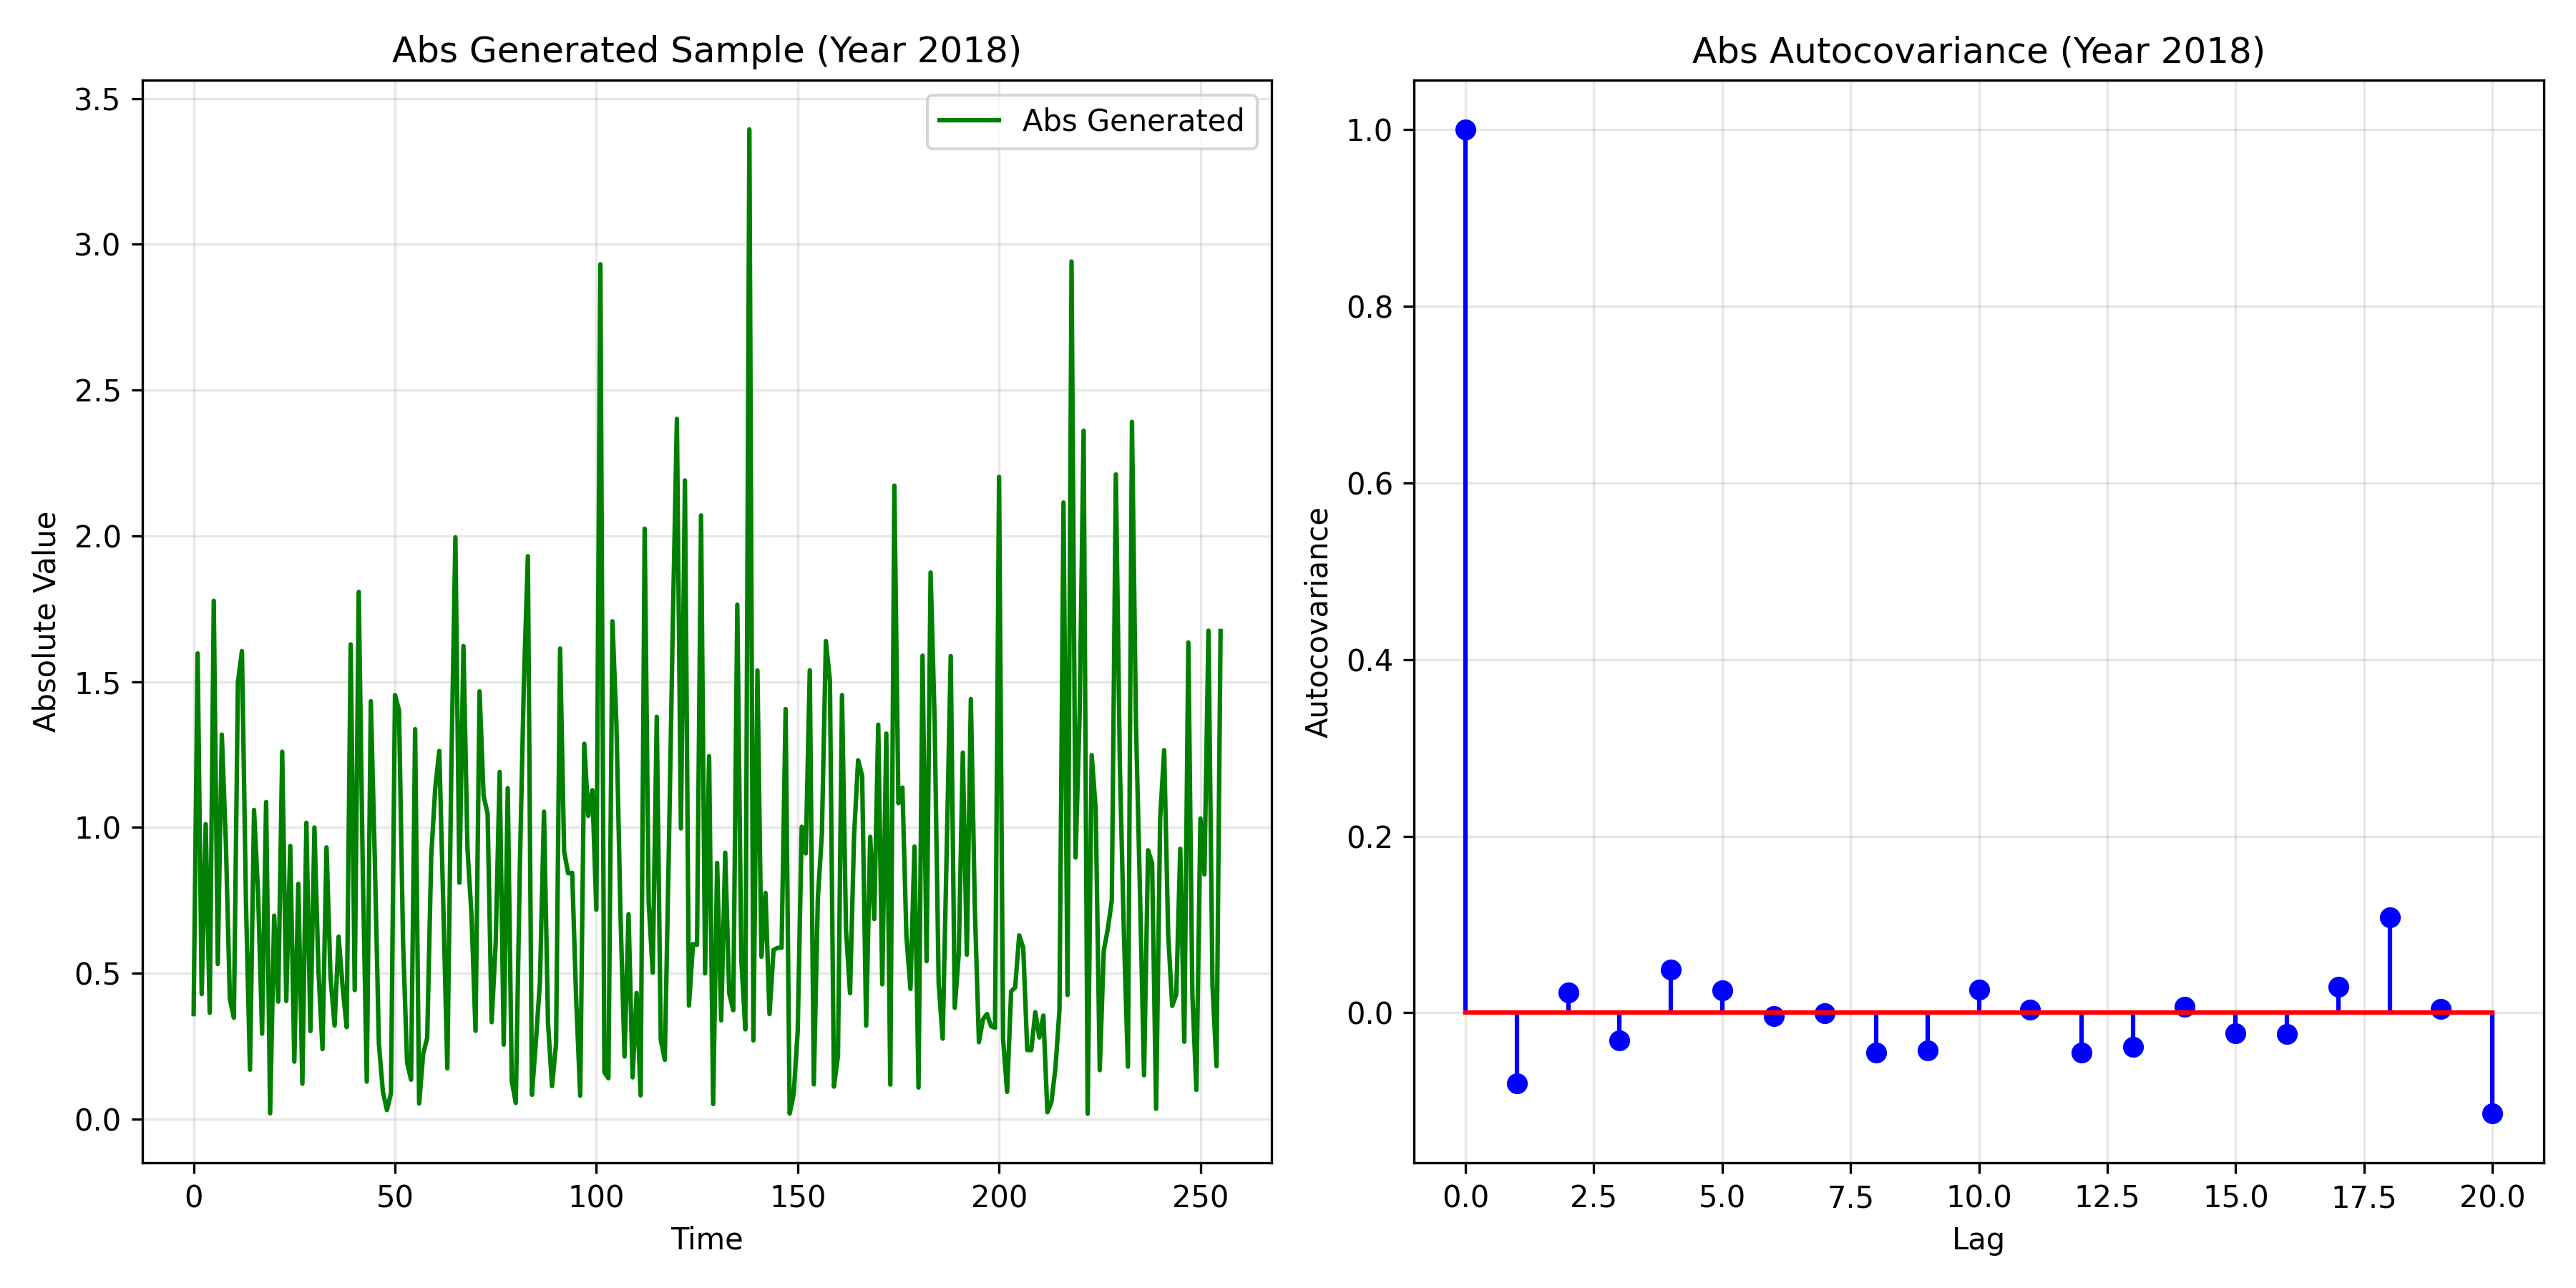 Abs Generated Sample (Year 2018)
Abs Generated
Absolute Value
3.5
3.0
2.5
2.0
1.5
1.0
0.5
0.0
0 50 100 150 200 250
Time
Abs Autocovariance (Year 2018)
Autocovariance
1.0
0.8
0.6
0.4
0.2
0.0
0.0 2.5 5.0 7.5 10.0 12.5 15.0 17.5 20.0
Lag